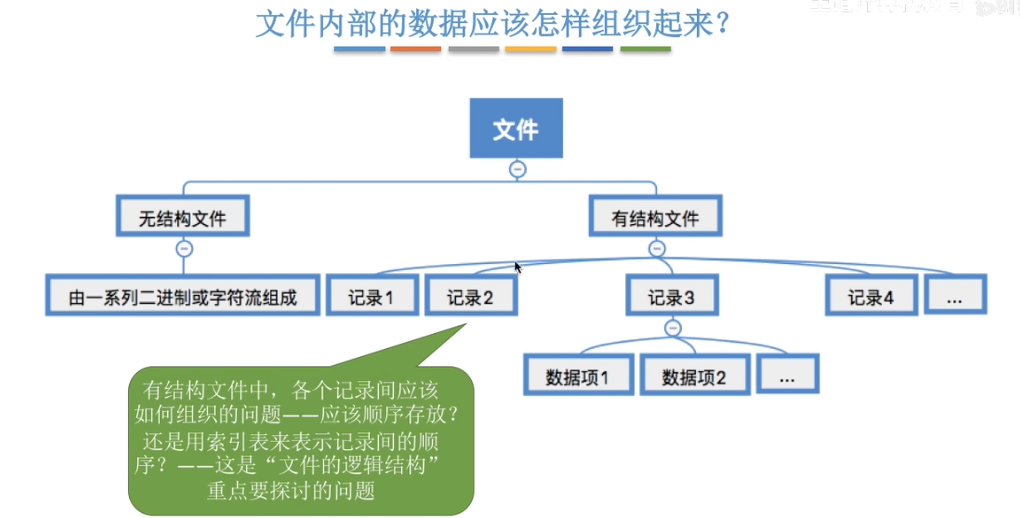 文件内部的数据应该怎样组织起来？
文件
无结构文件
有结构文件
由一系列二进制或字符流组成
记录1
记录2
记录3
记录4
...
数据项1
数据项2
...
有结构文件中，各个记录间应该
如何组织的问题——应该顺序存放？
还是用索引表来表示记录间的顺
序？——这是“文件的逻辑结构”
重点要探讨的问题